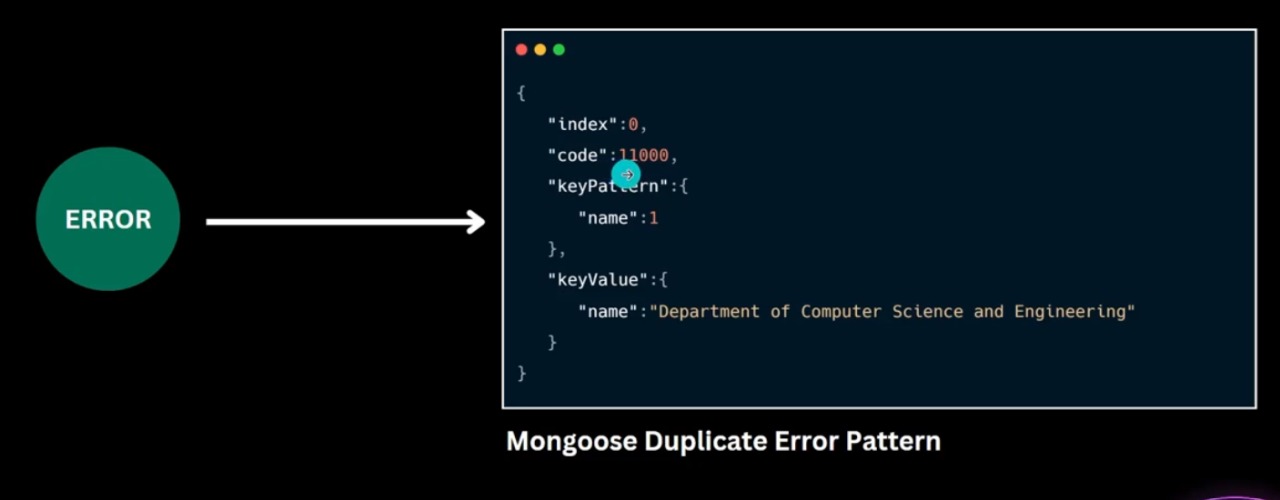 ERROR
{
"index":0,
"code":11000,
"keyPattern":{
"name":1
},
"keyValue":{
"name":"Department of Computer Science and Engineering"
}
}
Mongoose Duplicate Error Pattern